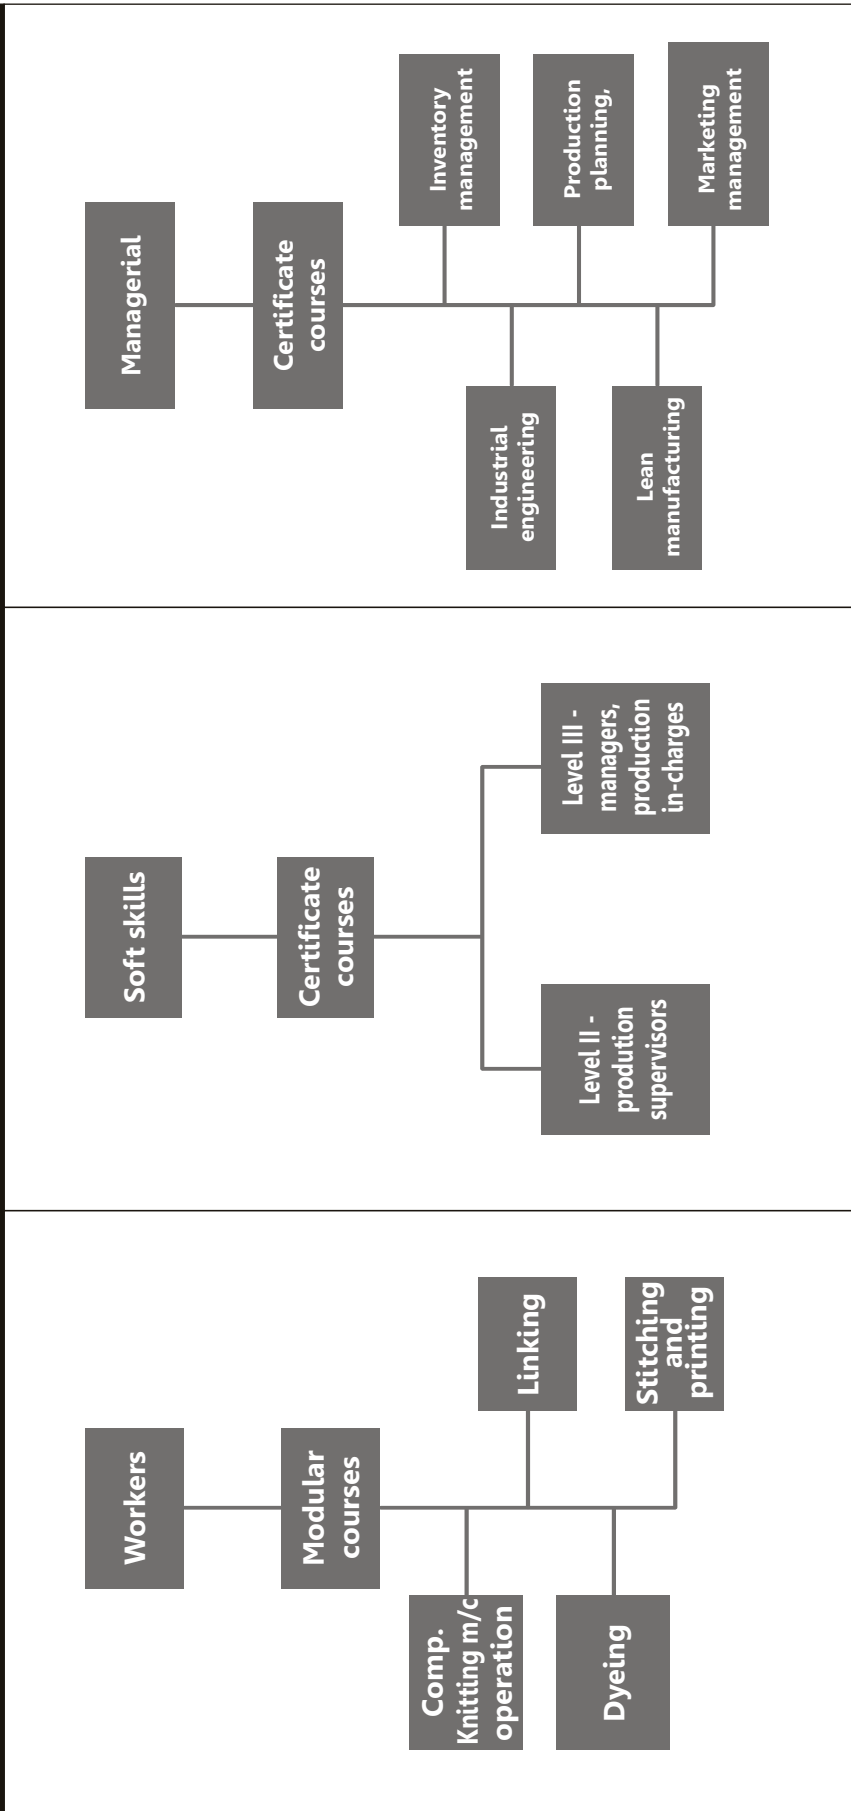 Workers
Modular
courses
Comp.
Knitting m/c
operation
Linking
Dyeing
Stitching
and
printing
Soft skills
Certificate
courses
Level II -
prodution
supervisors
Level III -
managers,
production
in-charges
Managerial
Certificate
courses
Inventory
management
Industrial
engineering
Production
planning,
Lean
manufacturing
Marketing
management